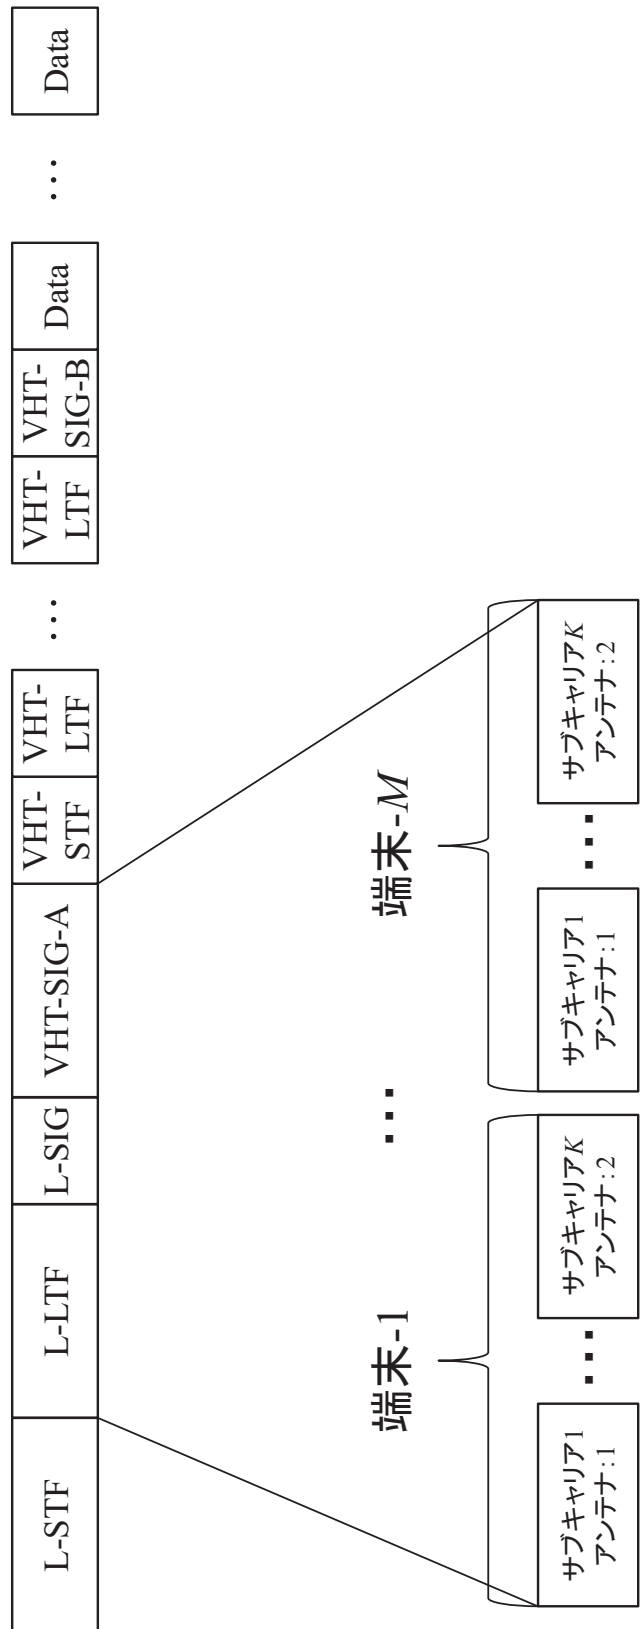 L-STF
L-LTF
L-SIG
VHT-SIG-A
VHT-
STF
VHT-
LTF
…
VHT-
LTF
VHT-
SIG-B
Data
…
Data
端末-1
…
端末-M
サブキャリア1
アンテナ:1
…
サブキャリアK
アンテナ:2
サブキャリア1
アンテナ:1
…
サブキャリアK
アンテナ:2